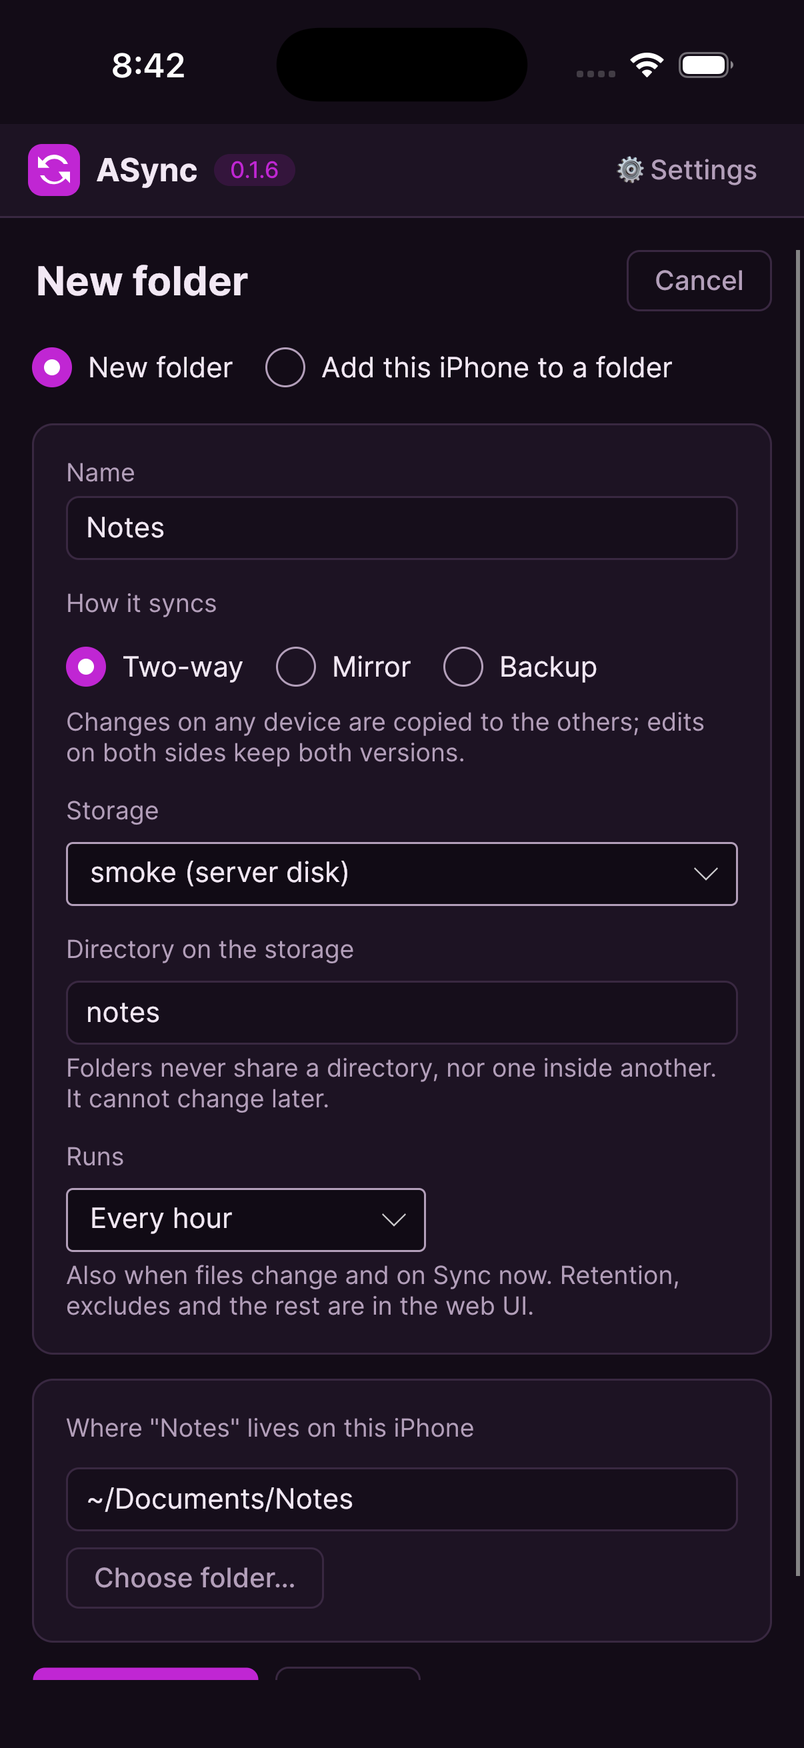 8:42
ASync 0.1.6 Settings
New folder Cancel
New folder Add this iPhone to a folder
Name
Notes
How it syncs
Two-way Mirror Backup
Changes on any device are copied to the others; edits
on both sides keep both versions.
Storage
smoke (server disk)
Directory on the storage
notes
Folders never share a directory, nor one inside another.
It cannot change later.
Runs
Every hour
Also when files change and on Sync now. Retention,
excludes and the rest are in the web UI.
Where "Notes" lives on this iPhone
~/Documents/Notes
Choose folder...